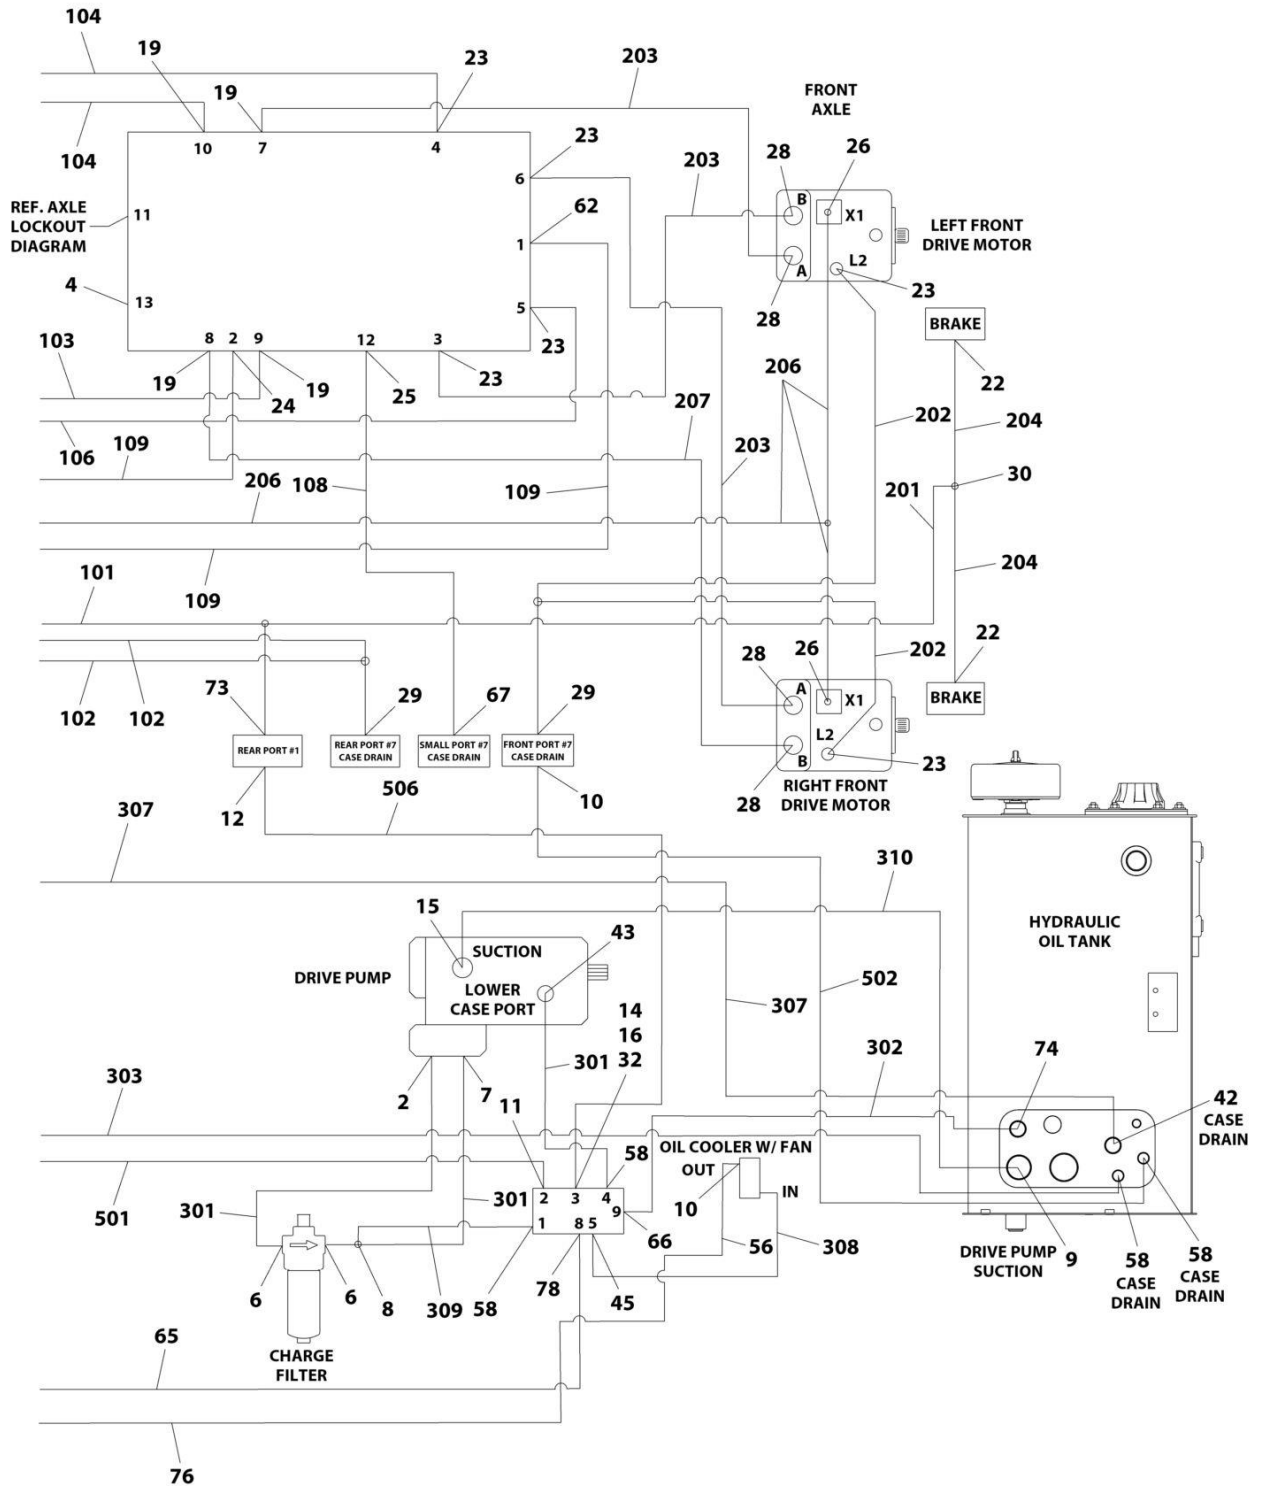 104
19
23
203
19
FRONT
AXLE
104
10
7
4
23
203
28
26
6
62
B
X1
REF. AXLE
LOCKOUT
DIAGRAM
11
1
LEFT FRONT
DRIVE MOTOR
L2
A
4
13
5
23
28
BRAKE
103
8
2
9
12
3
23
19
19
24
25
23
206
22
207
202
204
106
109
203
206
108
109
201
30
101
109
204
202
22
28
26
73
29
67
29
A
X1
BRAKE
102
102
L2
B
REAR PORT #1
REAR PORT #7
CASE DRAIN
SMALL PORT #7
CASE DRAIN
FRONT PORT #7
CASE DRAIN
23
28
RIGHT FRONT
DRIVE MOTOR
506
10
12
307
310
15
43
SUCTION
HYDRAULIC
OIL TANK
DRIVE PUMP
LOWER
CASE PORT
502
307
14
16
32
301
302
74
303
2
7
11
42
CASE
DRAIN
58
OIL COOLER W/ FAN
OUT
IN
501
301
301
2
3
4
9
1
8
5
10
66
56
308
DRIVE PUMP
SUCTION
9
58
CASE
DRAIN
58
CASE
DRAIN
6
6
8
309
58
78
45
CHARGE
FILTER
65
76